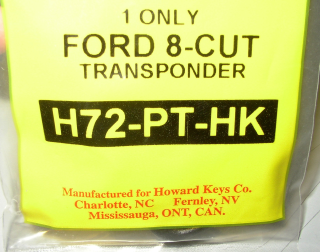 1 ONLY
FORD 8-CUT
TRANSPONDER
H72-PT-HK
Manufactured for Howard Keys Co.
Charlotte, NC Fernley, NV
Mississauga, ONT, CAN.